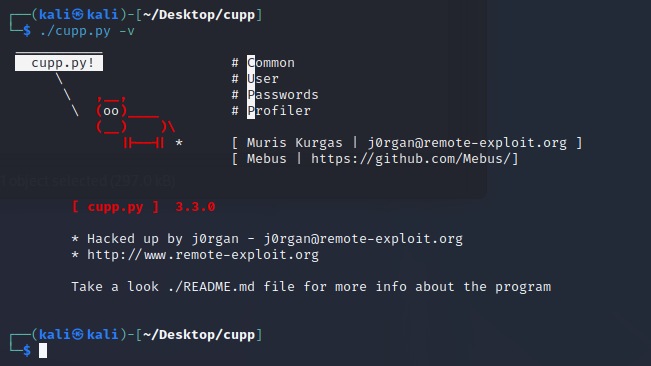 ┌──(kali㉿kali)-[~/Desktop/cupp]
└─$ ./cupp.py -v
 ___________
   cupp.py!                 # Common
      \                     # User
       \   ,__,             # Passwords
        \  (oo)____         # Profiler
           (__)    )\
              ||--|| *      [ Muris Kurgas | j0rgan@remote-exploit.org ]
                            [ Mebus | https://github.com/Mebus/]
[ cupp.py ]  3.3.0
* Hacked up by j0rgan - j0rgan@remote-exploit.org
* http://www.remote-exploit.org
Take a look ./README.md file for more info about the program
┌──(kali㉿kali)-[~/Desktop/cupp]
└─$